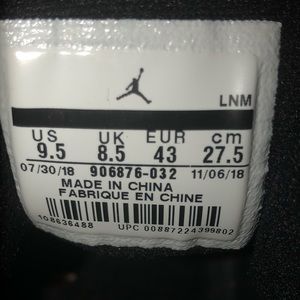 LNM
US UK EUR cm
9.5 8.5 43 27.5
07/30/18 906876-032 11/06/18
MADE IN CHINA
FABRIQUE EN CHINE
108636488
UPC 00887224399802